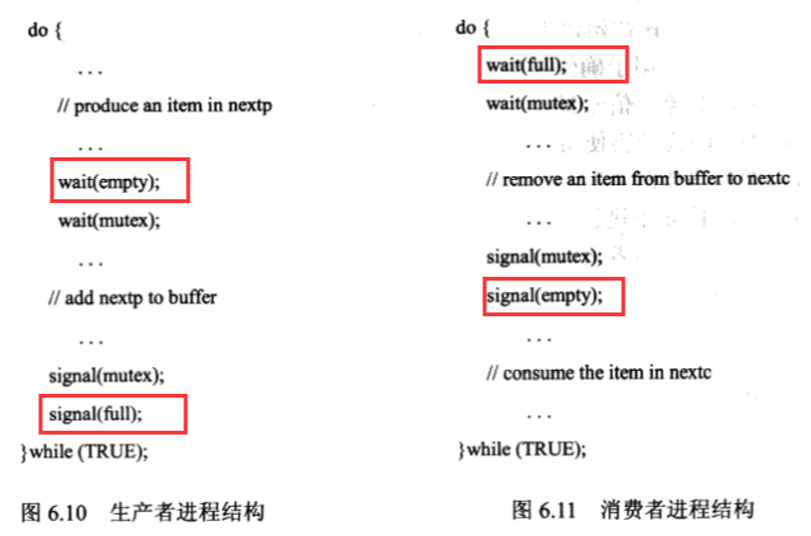 do {
...
// produce an item in nextp
...
wait(empty);
wait(mutex);
...
// add nextp to buffer
...
signal(mutex);
signal(full);
}while (TRUE);
图 6.10 生产者进程结构
do {
wait(full);
wait(mutex);
...
// remove an item from buffer to nextc
...
signal(mutex);
signal(empty);
...
// consume the item in nextc
...
}while (TRUE);
图 6.11 消费者进程结构